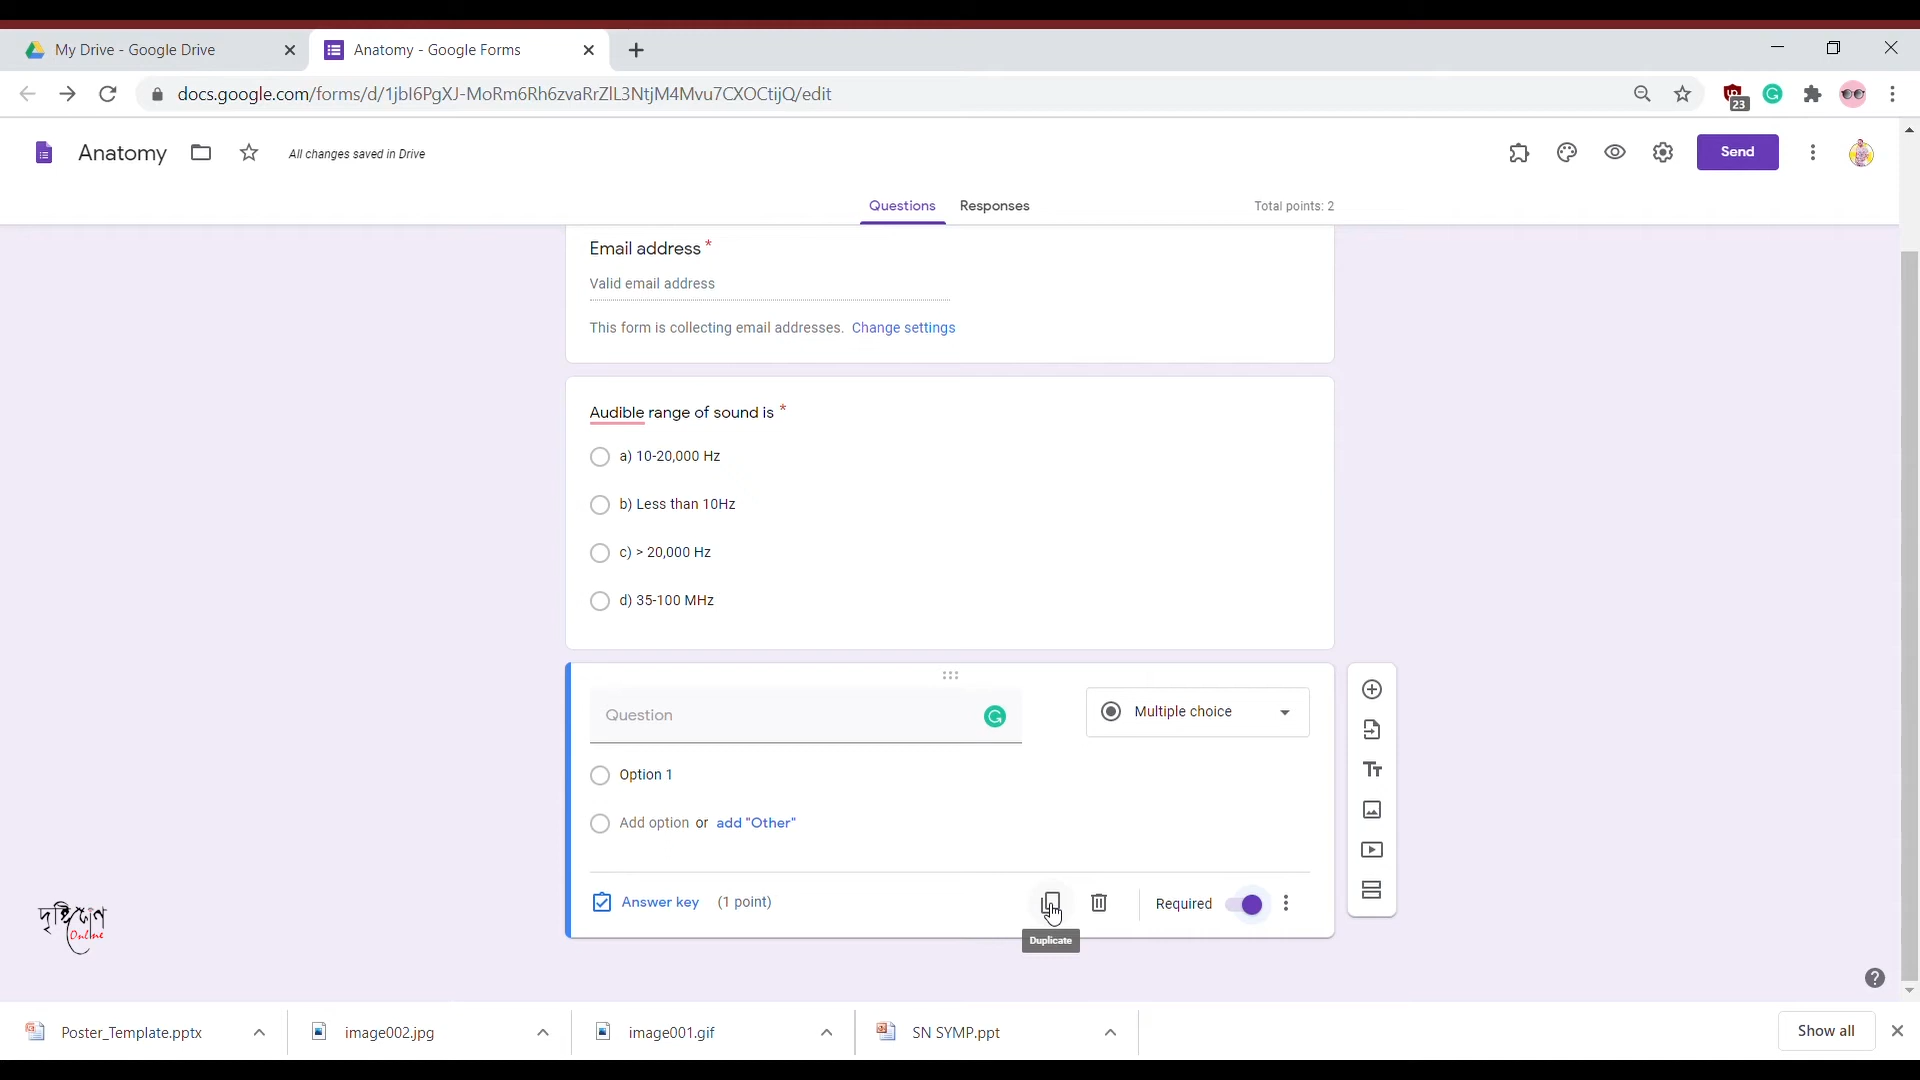 My Drive - Google Drive
Anatomy - Google Forms
docs.google.com/forms/d/1jbl6PgXJ-MoRm6Rh6zvaRrZlL3NtjM4Mvu7CXOCtijQ/edit
23
Anatomy
All changes saved in Drive
Send
Questions
Responses
Total points: 2
Email address *
Valid email address
This form is collecting email addresses. Change settings
Audible range of sound is *
a) 10-20,000 Hz
b) Less than 10Hz
c) > 20,000 Hz
d) 35-100 MHz
Question
Multiple choice
Option 1
Add option or add "Other"
Answer key (1 point)
Required
Duplicate
দৃষ্টিকোণ
Online
Poster_Template.pptx
image002.jpg
image001.gif
SN SYMP.ppt
Show all